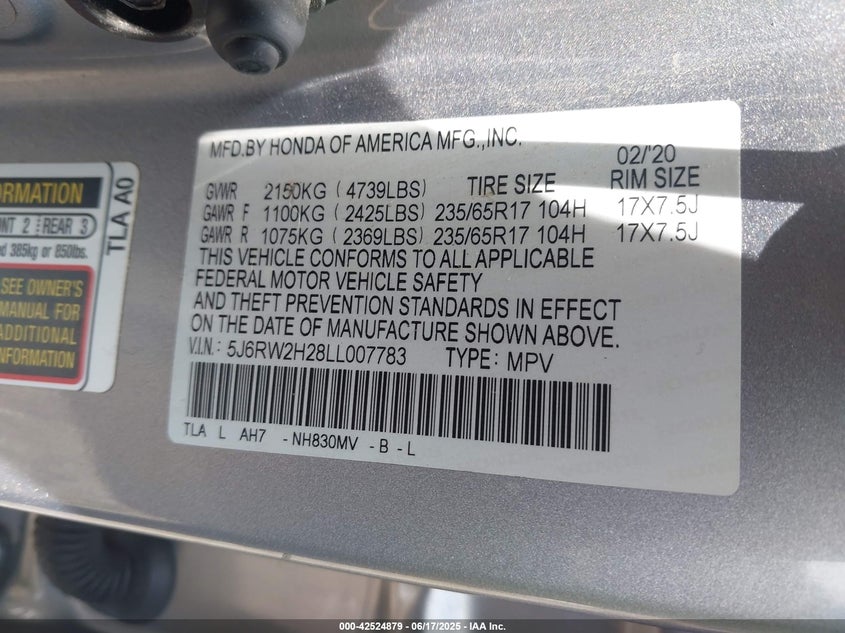 MFD.BY HONDA OF AMERICA MFG.,INC.
02/'20
GVWR 2150KG (4739LBS) TIRE SIZE RIM SIZE
GAWR F 1100KG (2425LBS) 235/65R17 104H 17X7.5J
GAWR R 1075KG (2369LBS) 235/65R17 104H 17X7.5J
THIS VEHICLE CONFORMS TO ALL APPLICABLE
FEDERAL MOTOR VEHICLE SAFETY
AND THEFT PREVENTION STANDARDS IN EFFECT
ON THE DATE OF MANUFACTURE SHOWN ABOVE.
V.I.N.: 5J6RW2H28LL007783 TYPE: MPV
TLA L AH7 -NH830MV -B -L
ORMATION
NT 2 REAR 3
d 385kg or 850lbs.
SEE OWNER'S
MANUAL FOR
ADDITIONAL
NFORMATION
TLA A0
000-42524879 - 06/17/2025 - IAA Inc.